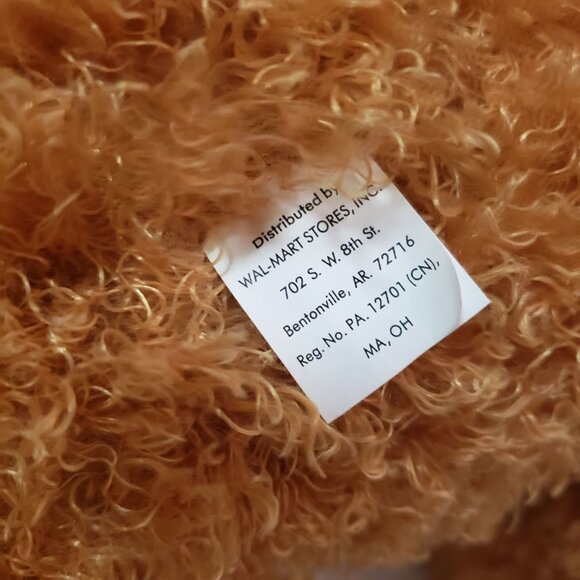 Distributed by
WAL-MART STORES, INC.
702 S. W. 8th St.
Bentonville, AR. 72716
Reg. No. PA. 12701 (CN),
MA, OH